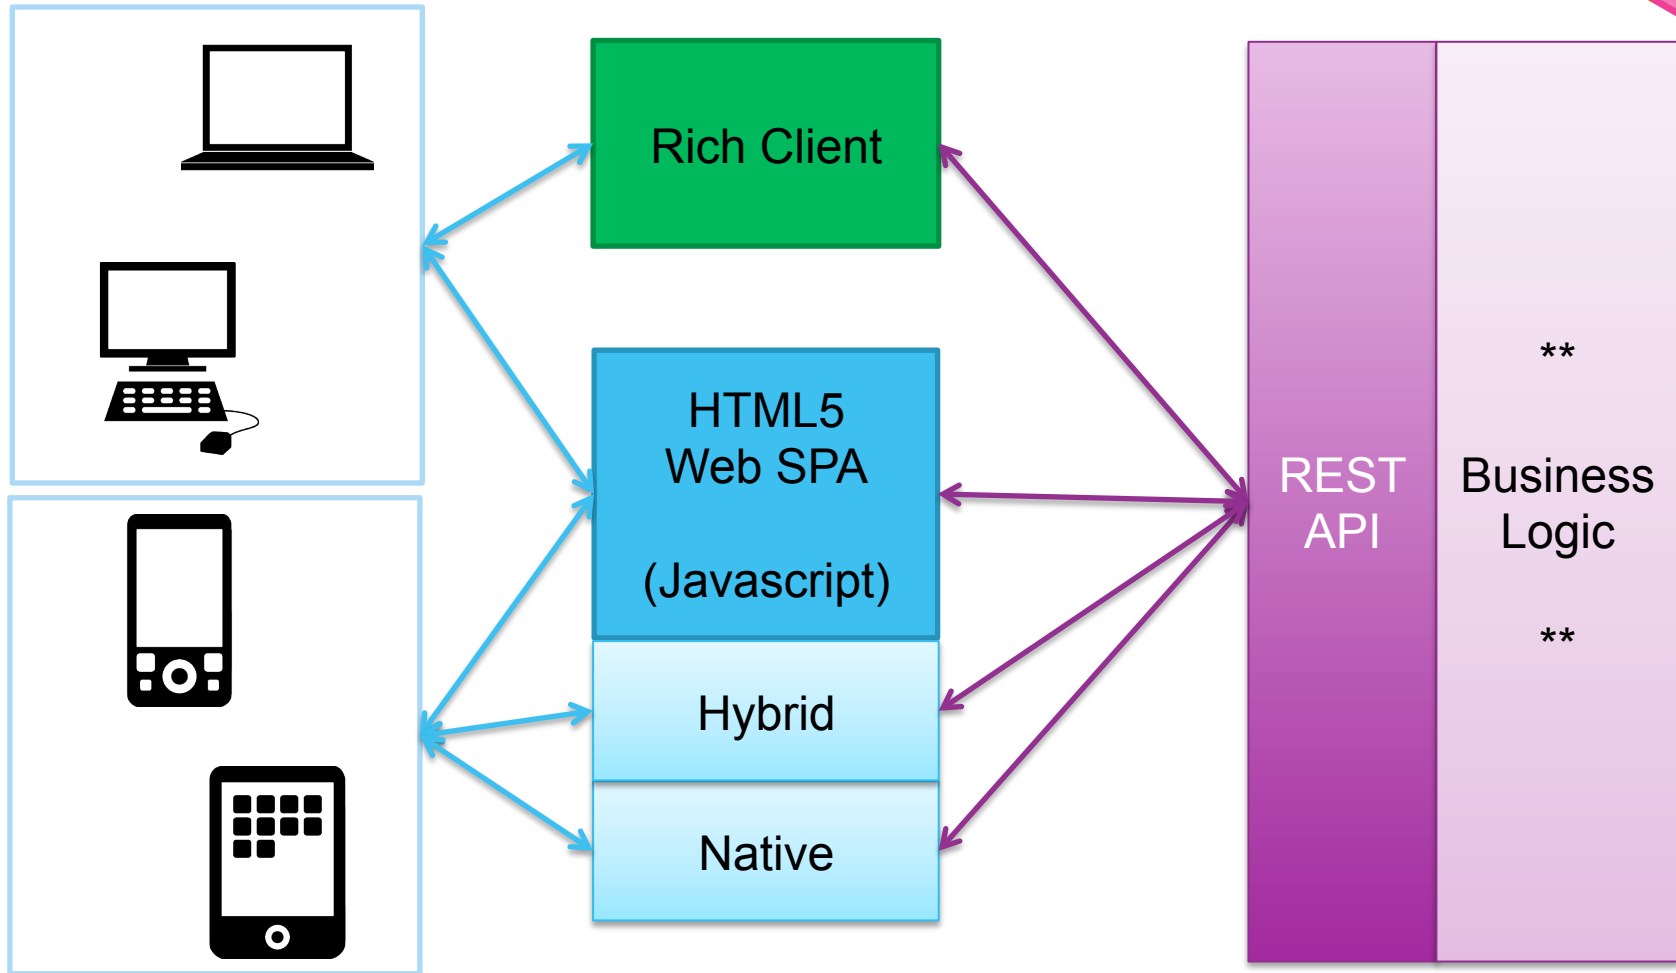 Rich Client
HTML5
Web SPA
(Javascript)
Hybrid
Native
REST
API
**
Business
Logic
**